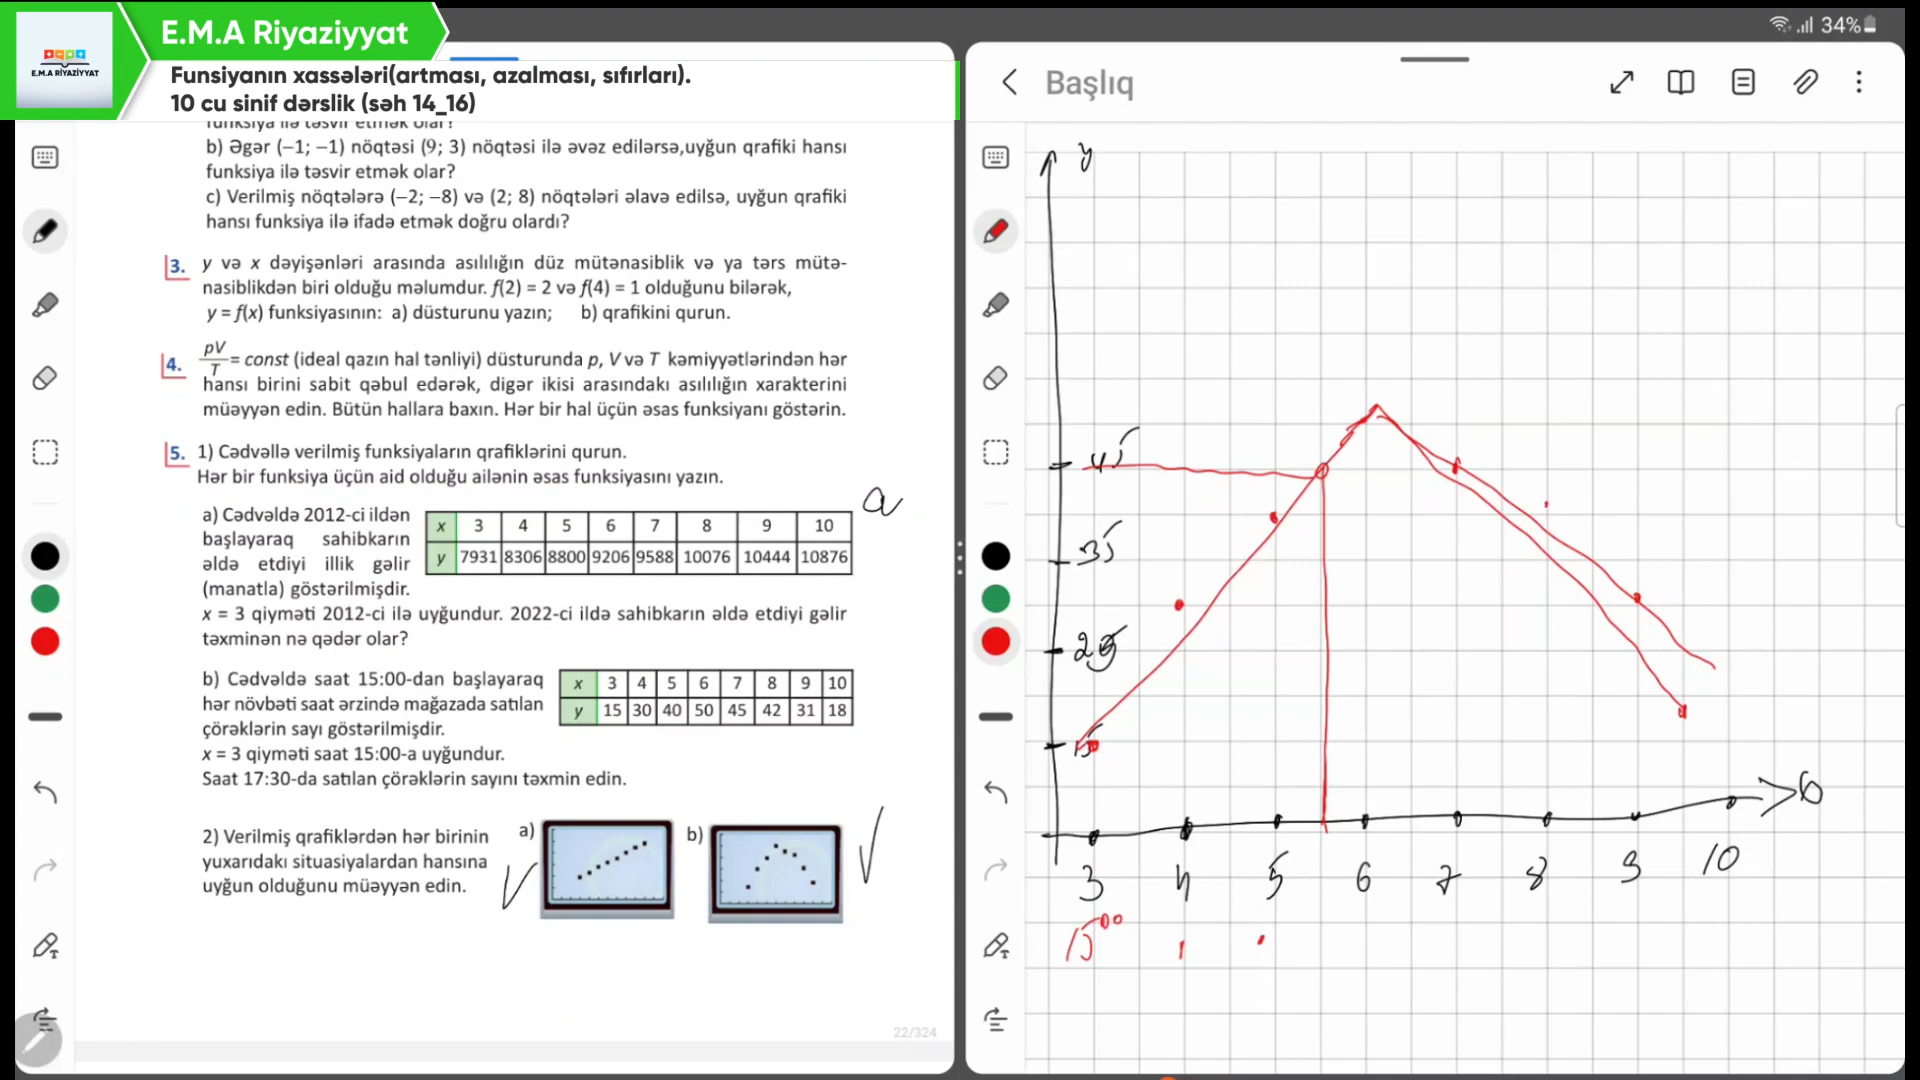 E.M.A Riyaziyyat
E.M.A RİYAZİYYAT
Funsiyanın xassələri(artması, azalması, sıfırları).
10 cu sinif dərslik (səh 14_16)
34%
Başlıq
funksiya ilə təsvir etmək olar?
b) Əgər (−1; −1) nöqtəsi (9; 3) nöqtəsi ilə əvəz edilərsə,uyğun qrafiki hansı
funksiya ilə təsvir etmək olar?
c) Verilmiş nöqtələrə (−2; −8) və (2; 8) nöqtələri əlavə edilsə, uyğun qrafiki
hansı funksiya ilə ifadə etmək doğru olardı?
3. y və x dəyişənləri arasında asılılığın düz mütənasiblik və ya tərs mütə-
nasiblikdən biri olduğu məlumdur. f(2) = 2 və f(4) = 1 olduğunu bilərək,
y = f(x) funksiyasının: a) düsturunu yazın; b) qrafikini qurun.
4. pV/T = const (ideal qazın hal tənliyi) düsturunda p, V və T kəmiyyətlərindən hər
hansı birini sabit qəbul edərək, digər ikisi arasındakı asılılığın xarakterini
müəyyən edin. Bütün hallara baxın. Hər bir hal üçün əsas funksiyanı göstərin.
5. 1) Cədvəllə verilmiş funksiyaların qrafiklərini qurun.
Hər bir funksiya üçün aid olduğu ailənin əsas funksiyasını yazın.
a) Cədvəldə 2012-ci ildən
başlayaraq sahibkarın
əldə etdiyi illik gəlir
(manatla) göstərilmişdir.
x 3 4 5 6 7 8 9 10
y 7931 8306 8800 9206 9588 10076 10444 10876
a
x = 3 qiyməti 2012-ci ilə uyğundur. 2022-ci ildə sahibkarın əldə etdiyi gəlir
təxminən nə qədər olar?
b) Cədvəldə saat 15:00-dan başlayaraq
hər növbəti saat ərzində mağazada satılan
çörəklərin sayı göstərilmişdir.
x 3 4 5 6 7 8 9 10
y 15 30 40 50 45 42 31 18
x = 3 qiyməti saat 15:00-a uyğundur.
Saat 17:30-da satılan çörəklərin sayını təxmin edin.
2) Verilmiş qrafiklərdən hər birinin
yuxarıdakı situasiyalardan hansına
uyğun olduğunu müəyyən edin.
a)
b)
22/324
y
45
35
25
15
3 4 5 6 7 8 9 10
15 00